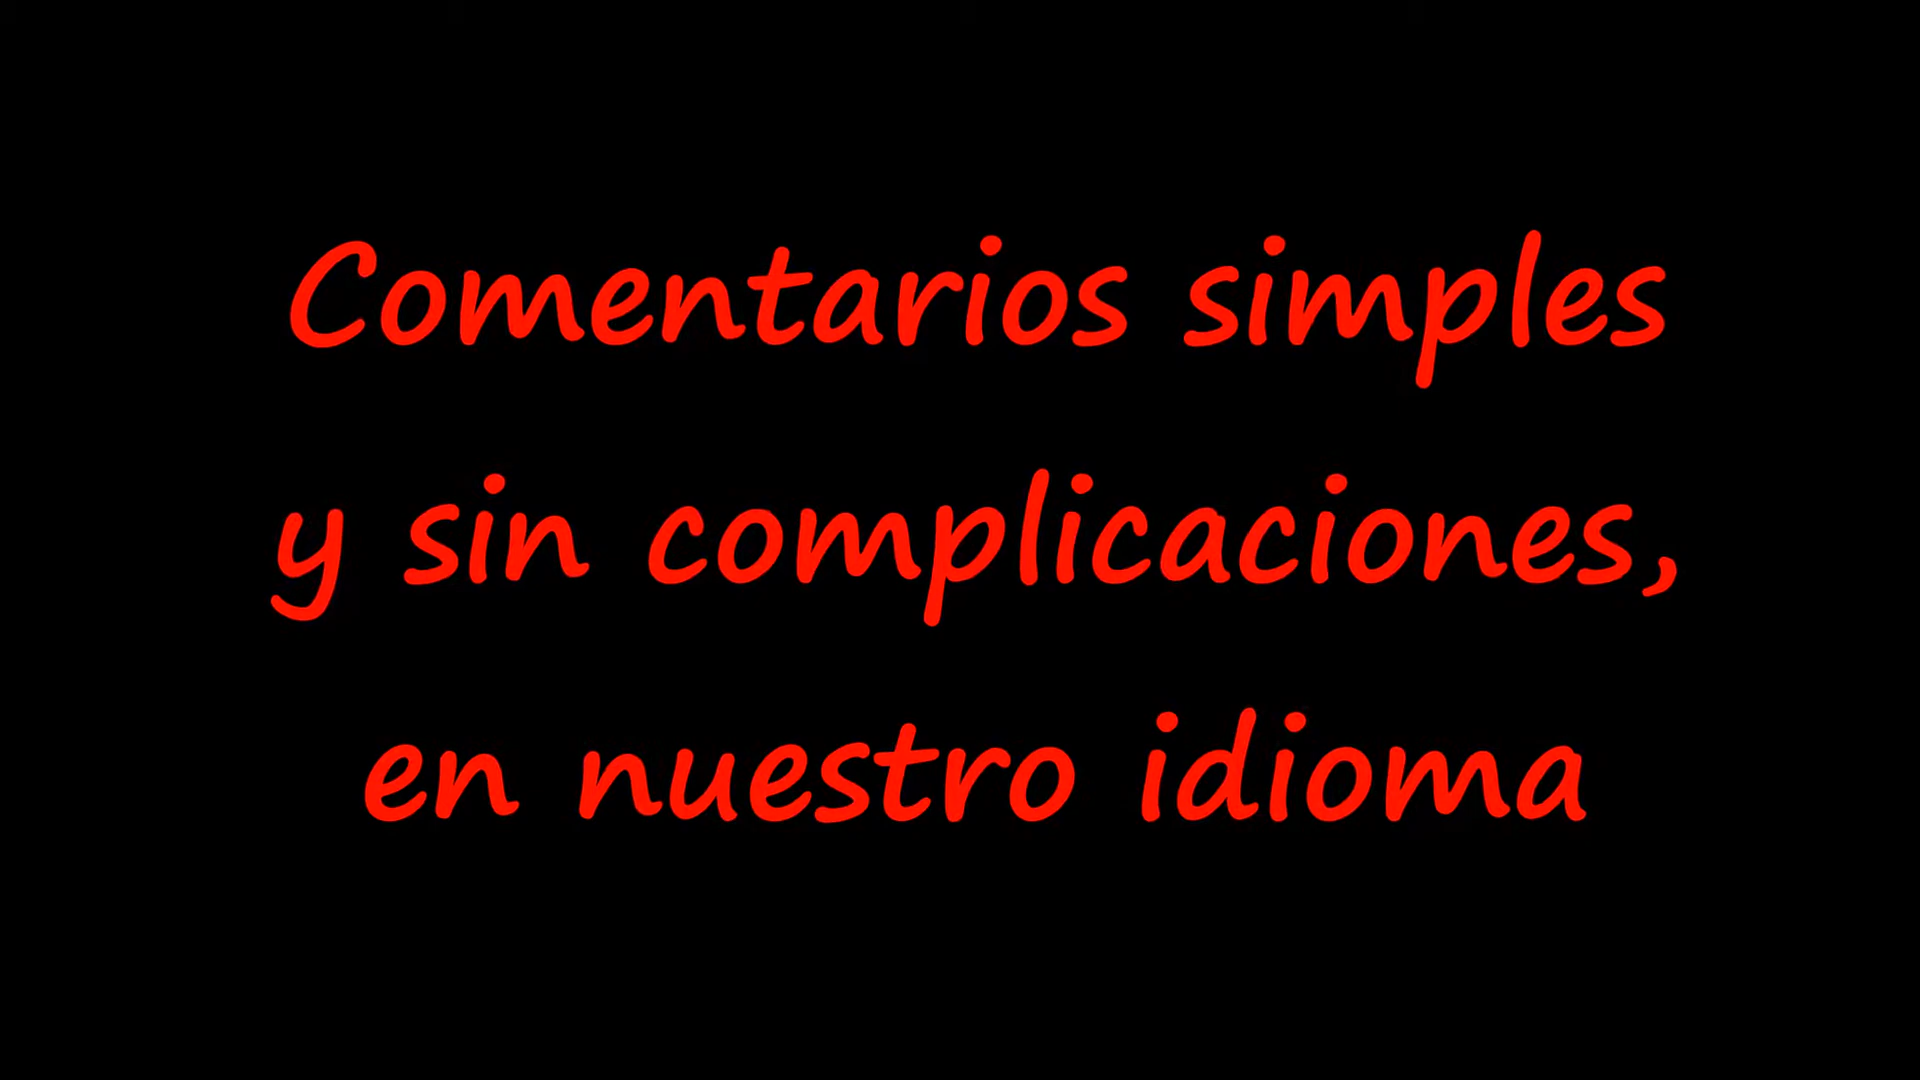 Comentarios simples
y sin complicaciones,
en nuestro idioma